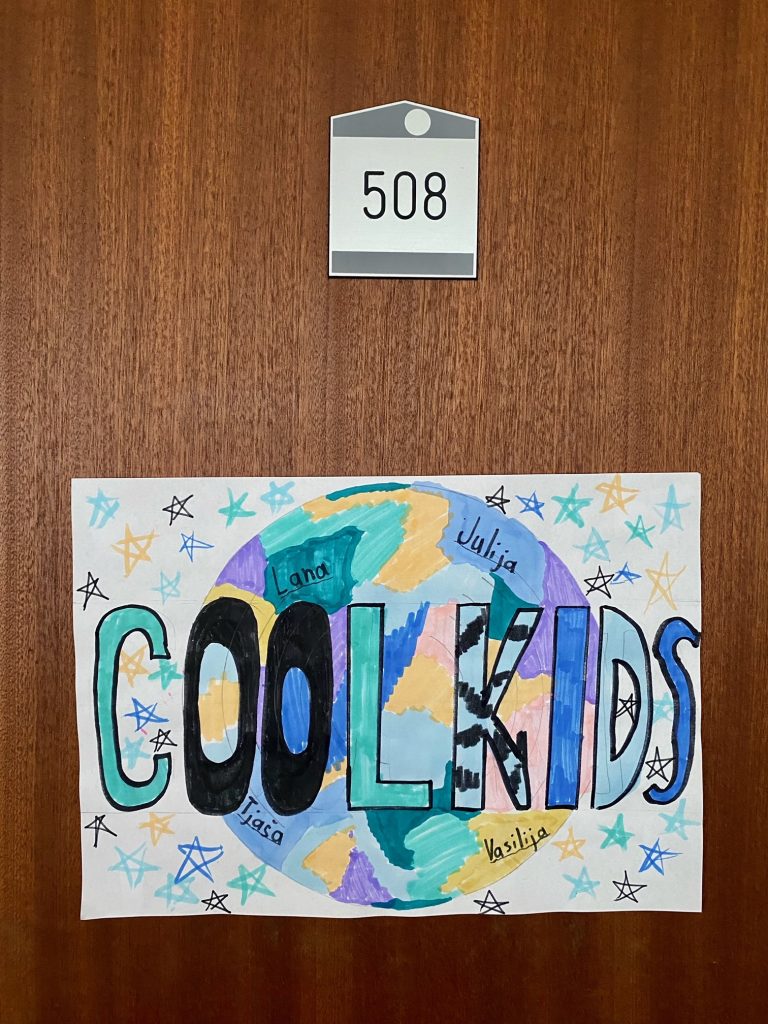 508
Lana
Julija
COOLKIDS
Tjaša
Vasilija